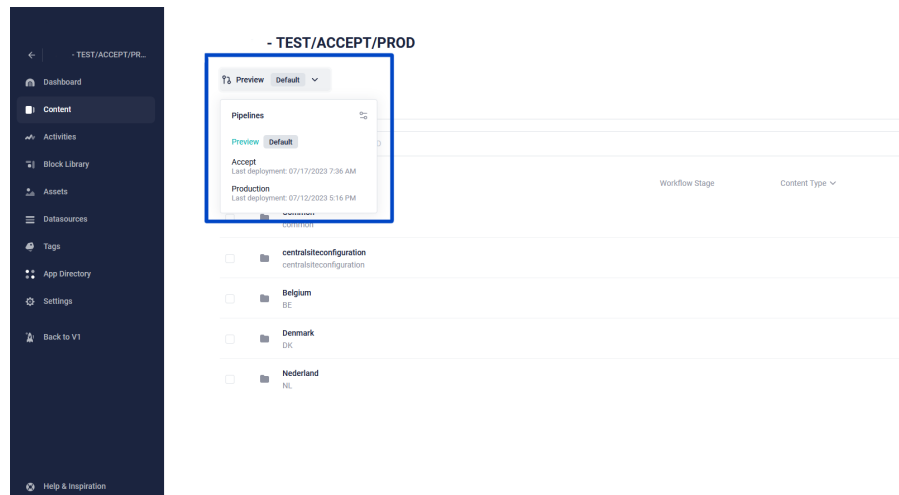 - TEST/ACCEPT/PR...
Dashboard
Content
Activities
Block Library
Assets
Datasources
Tags
App Directory
Settings
Back to V1
Help & Inspiration
- TEST/ACCEPT/PROD
Preview Default
Pipelines
Preview Default
Accept
Last deployment: 07/17/2023 7:36 AM
Production
Last deployment: 07/12/2023 5:16 PM
Workflow Stage Content Type
Common
common
centralsiteconfiguration
centralsiteconfiguration
Belgium
BE
Denmark
DK
Nederland
NL